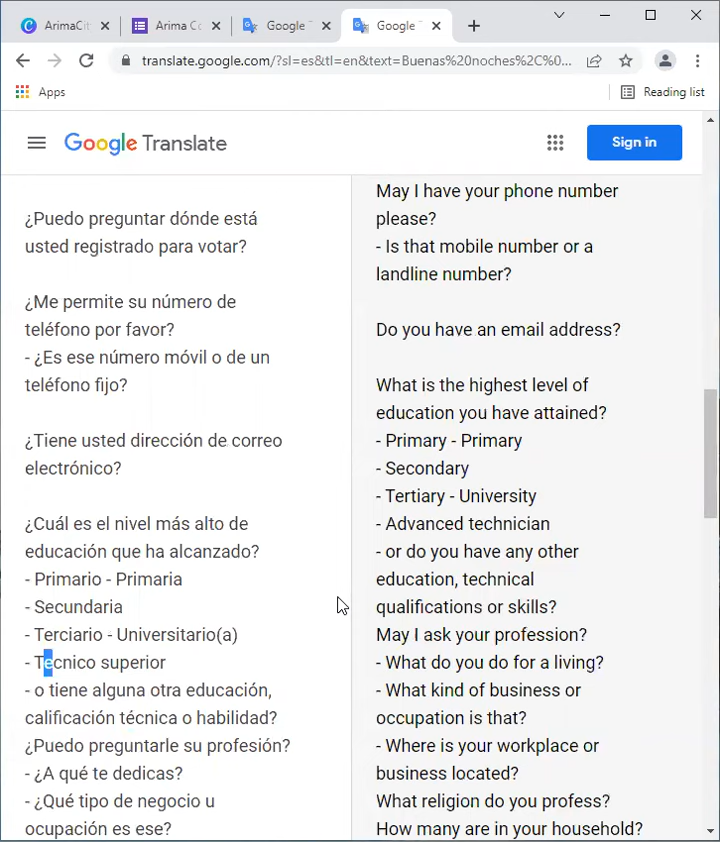 ArimaCit
Arima Co
Google T
Google T
translate.google.com/?sl=es&tl=en&text=Buenas%20noches%2C%0...
Apps
Reading list
Google Translate
Sign in
¿Puedo preguntar dónde está
usted registrado para votar?
¿Me permite su número de
teléfono por favor?
- ¿Es ese número móvil o de un
teléfono fijo?
¿Tiene usted dirección de correo
electrónico?
¿Cuál es el nivel más alto de
educación que ha alcanzado?
- Primario - Primaria
- Secundaria
- Terciario - Universitario(a)
- Tecnico superior
- o tiene alguna otra educación,
calificación técnica o habilidad?
¿Puedo preguntarle su profesión?
- ¿A qué te dedicas?
- ¿Qué tipo de negocio u
ocupación es ese?
May I have your phone number
please?
- Is that mobile number or a
landline number?
Do you have an email address?
What is the highest level of
education you have attained?
- Primary - Primary
- Secondary
- Tertiary - University
- Advanced technician
- or do you have any other
education, technical
qualifications or skills?
May I ask your profession?
- What do you do for a living?
- What kind of business or
occupation is that?
- Where is your workplace or
business located?
What religion do you profess?
How many are in your household?